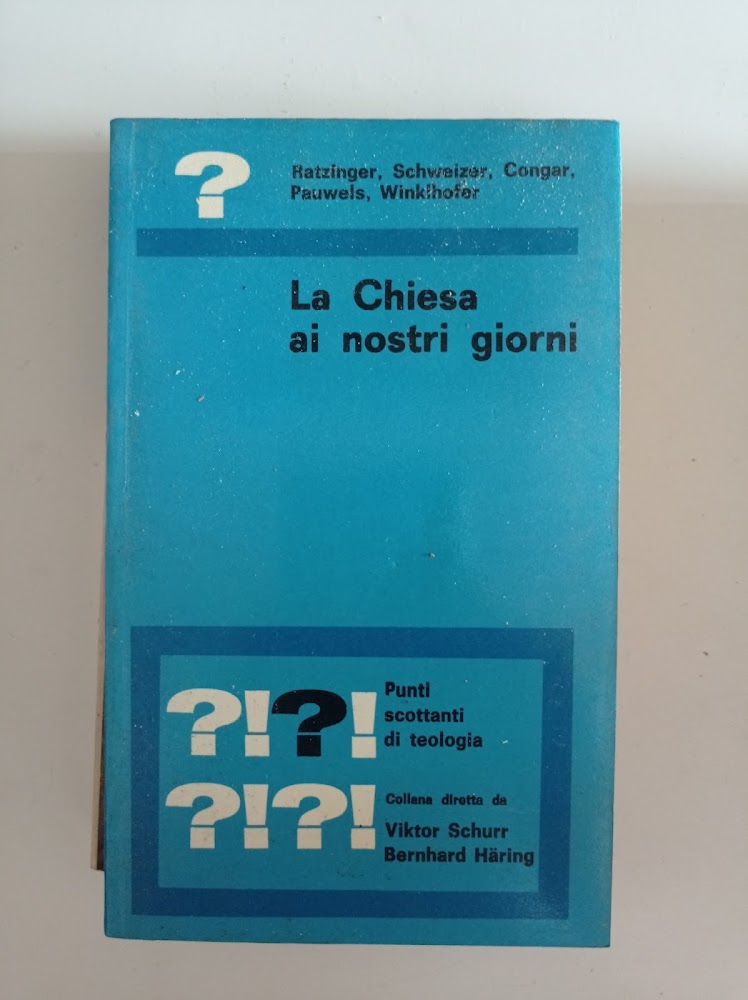 ?
Ratzinger, Schweizer, Congar,
Pauwels, Winklhofer
La Chiesa
ai nostri giorni
?!?!
?!?!
Punti
scottanti
di teologia
Collana diretta da
Viktor Schurr
Bernhard Häring